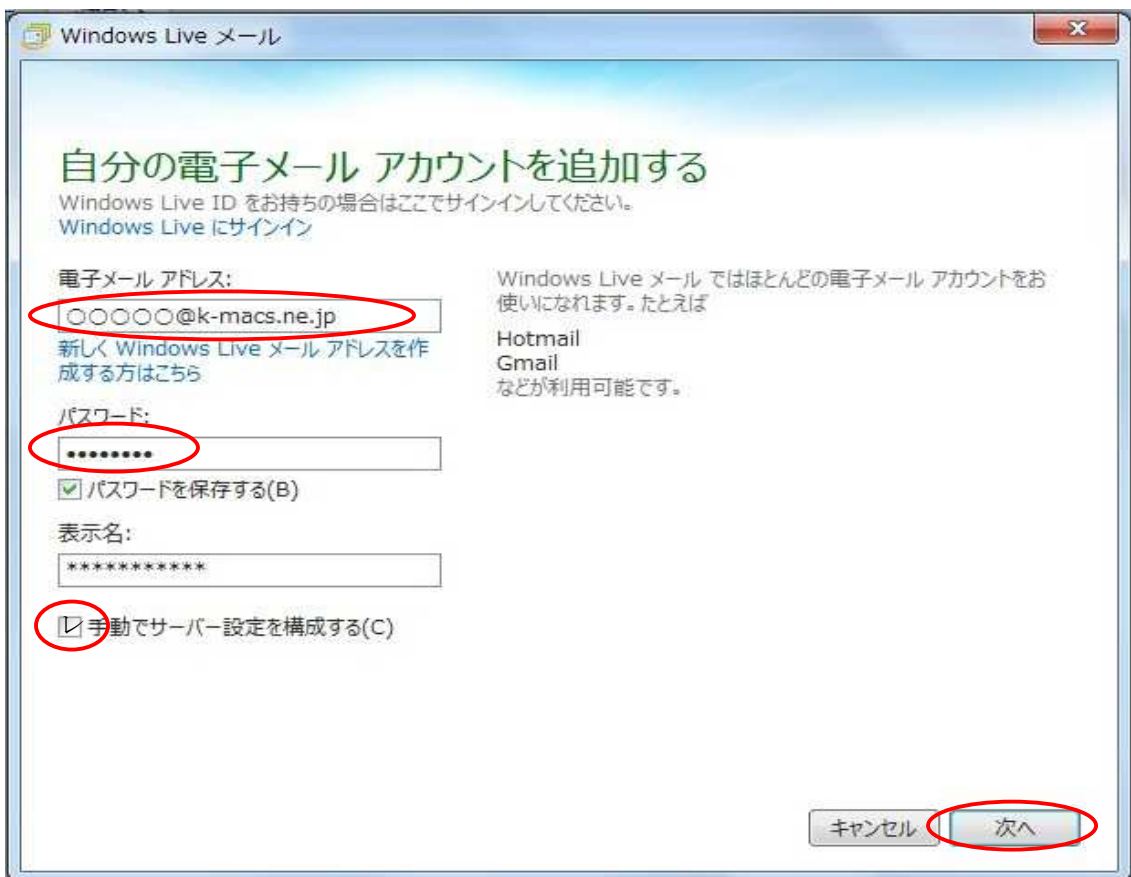 Windows Live メール
自分の電子メール アカウントを追加する
Windows Live ID をお持ちの場合はここでサインインしてください。
Windows Live にサインイン
電子メール アドレス:
○○○○○@k-macs.ne.jp
新しく Windows Live メール アドレスを作
成する方はこちら
パスワード:
••••••••
パスワードを保存する(B)
表示名:
***********
手動でサーバー設定を構成する(C)
Windows Live メール ではほとんどの電子メール アカウントをお
使いになれます。たとえば
Hotmail
Gmail
などが利用可能です。
キャンセル
次へ